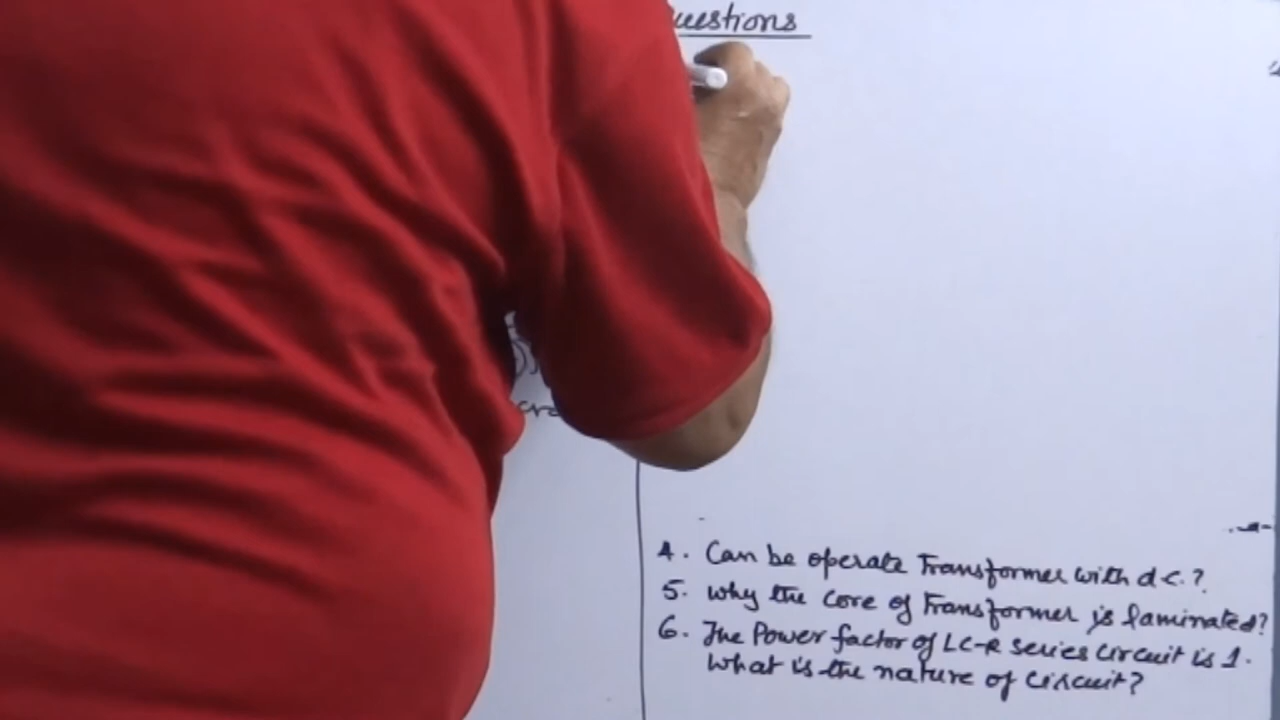 uestions
cro
4. Can be operate Transformer with d c.?
5. Why the core of Transformer is laminated?
6. The Power factor of LC-R series circuit is 1.
What is the nature of circuit?